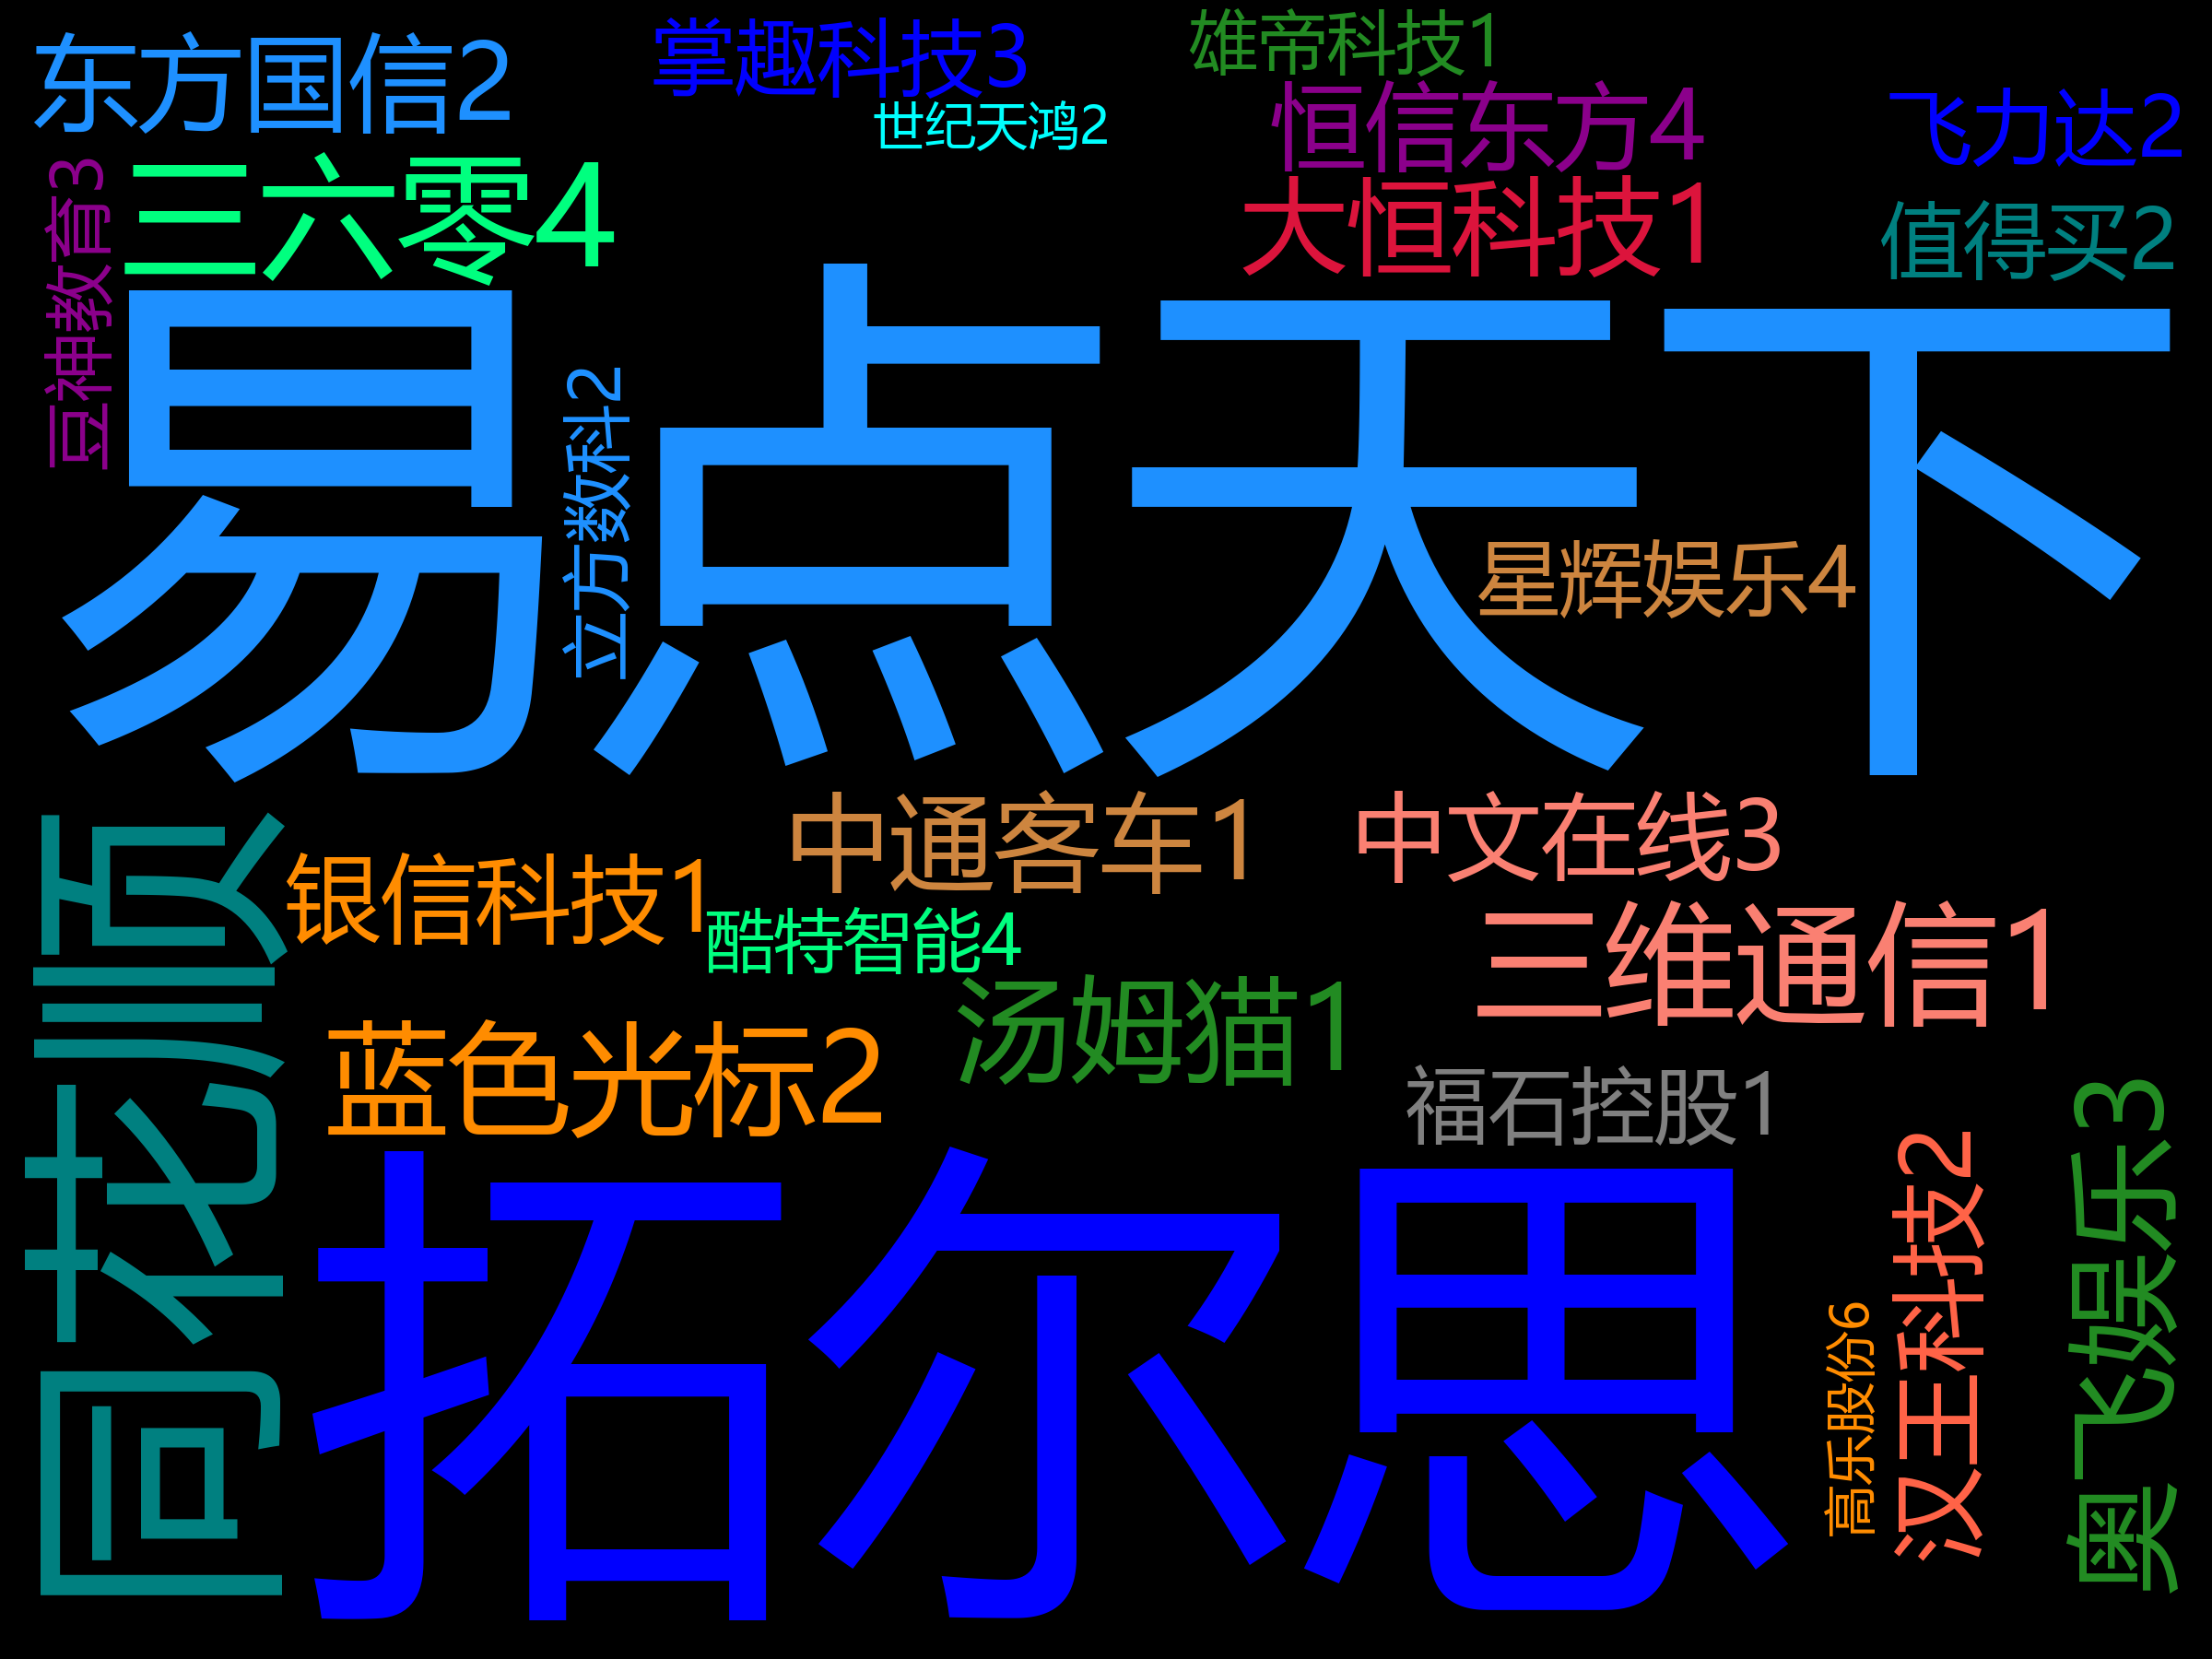 东方国信2
掌趣科技3
雄帝科技1
世纪天鸿2
恒信东方4
飞力达2
三六零4
大恒科技1
值得买2
豆神教育3
易点天下
立方数科2
星辉娱乐4
司托顺
中通客车1
中文在线3
银信科技1
酷特智能4
三维通信1
汤姆猫1
蓝色光标2
福石控股1
拓尔思
高乐股份6
汉王科技2
奥飞娱乐3